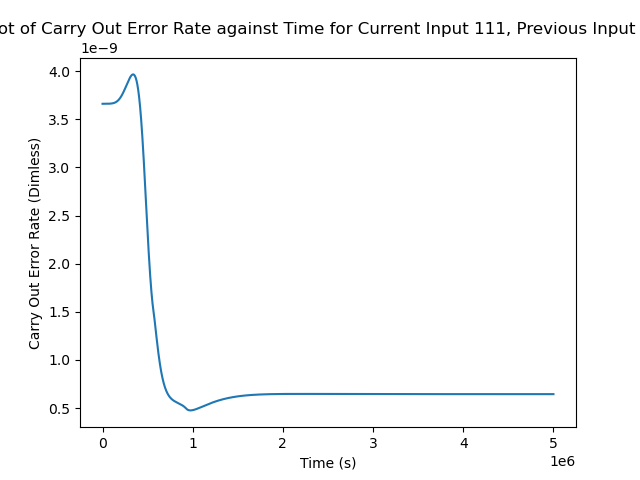 ot of Carry Out Error Rate against Time for Current Input 111, Previous Input
1e−9
4.0
3.5
3.0
2.5
2.0
1.5
1.0
0.5
Carry Out Error Rate (Dimless)
0 1 2 3 4 5
1e6
Time (s)